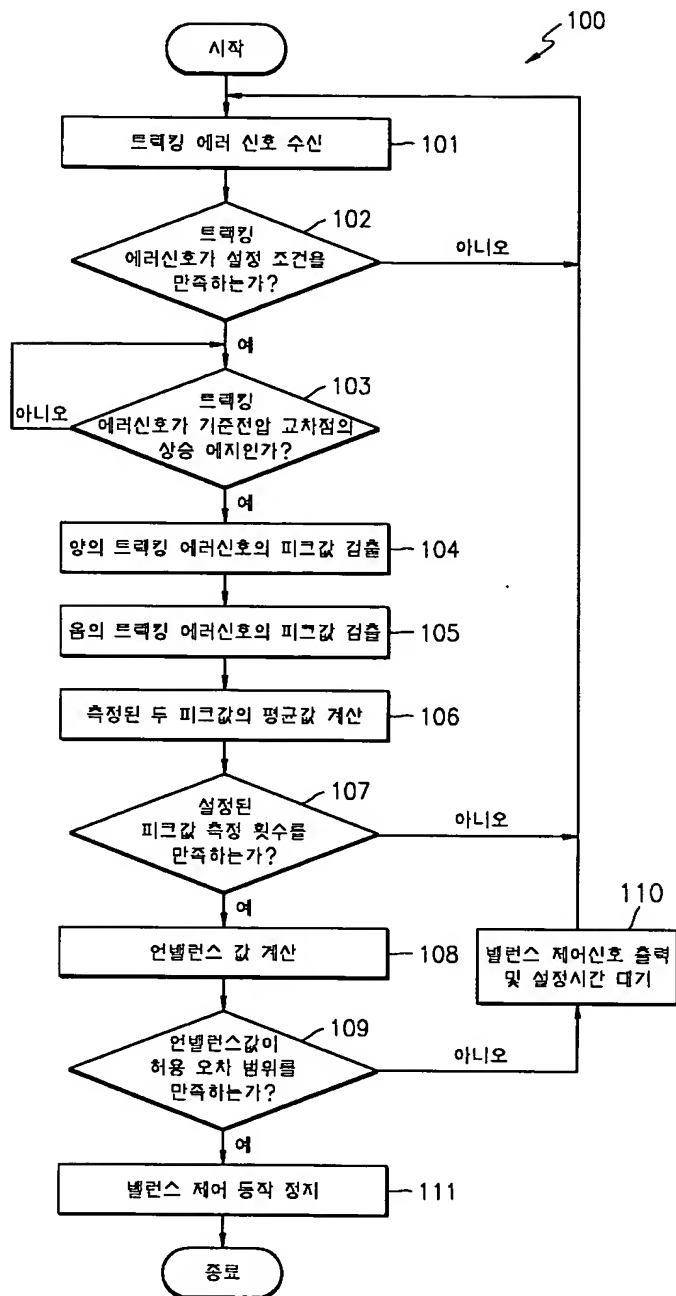 100
시작
트랙킹 에러 신호 수신
101
102
트랙킹
에러신호가 설정 조건을
만족하는가?
아니오
예
103
트랙킹
에러신호가 기준전압 교차점의
상승 에지인가?
아니오
예
양의 트랙킹 에러신호의 피크값 검출
104
음의 트랙킹 에러신호의 피크값 검출
105
측정된 두 피크값의 평균값 계산
106
107
설정된
피크값 측정 횟수를
만족하는가?
아니오
예
110
밸런스 제어신호 출력
및 설정시간 대기
언밸런스 값 계산
108
109
언밸런스값이
허용 오차 범위를
만족하는가?
아니오
예
밸런스 제어 동작 정지
111
종료